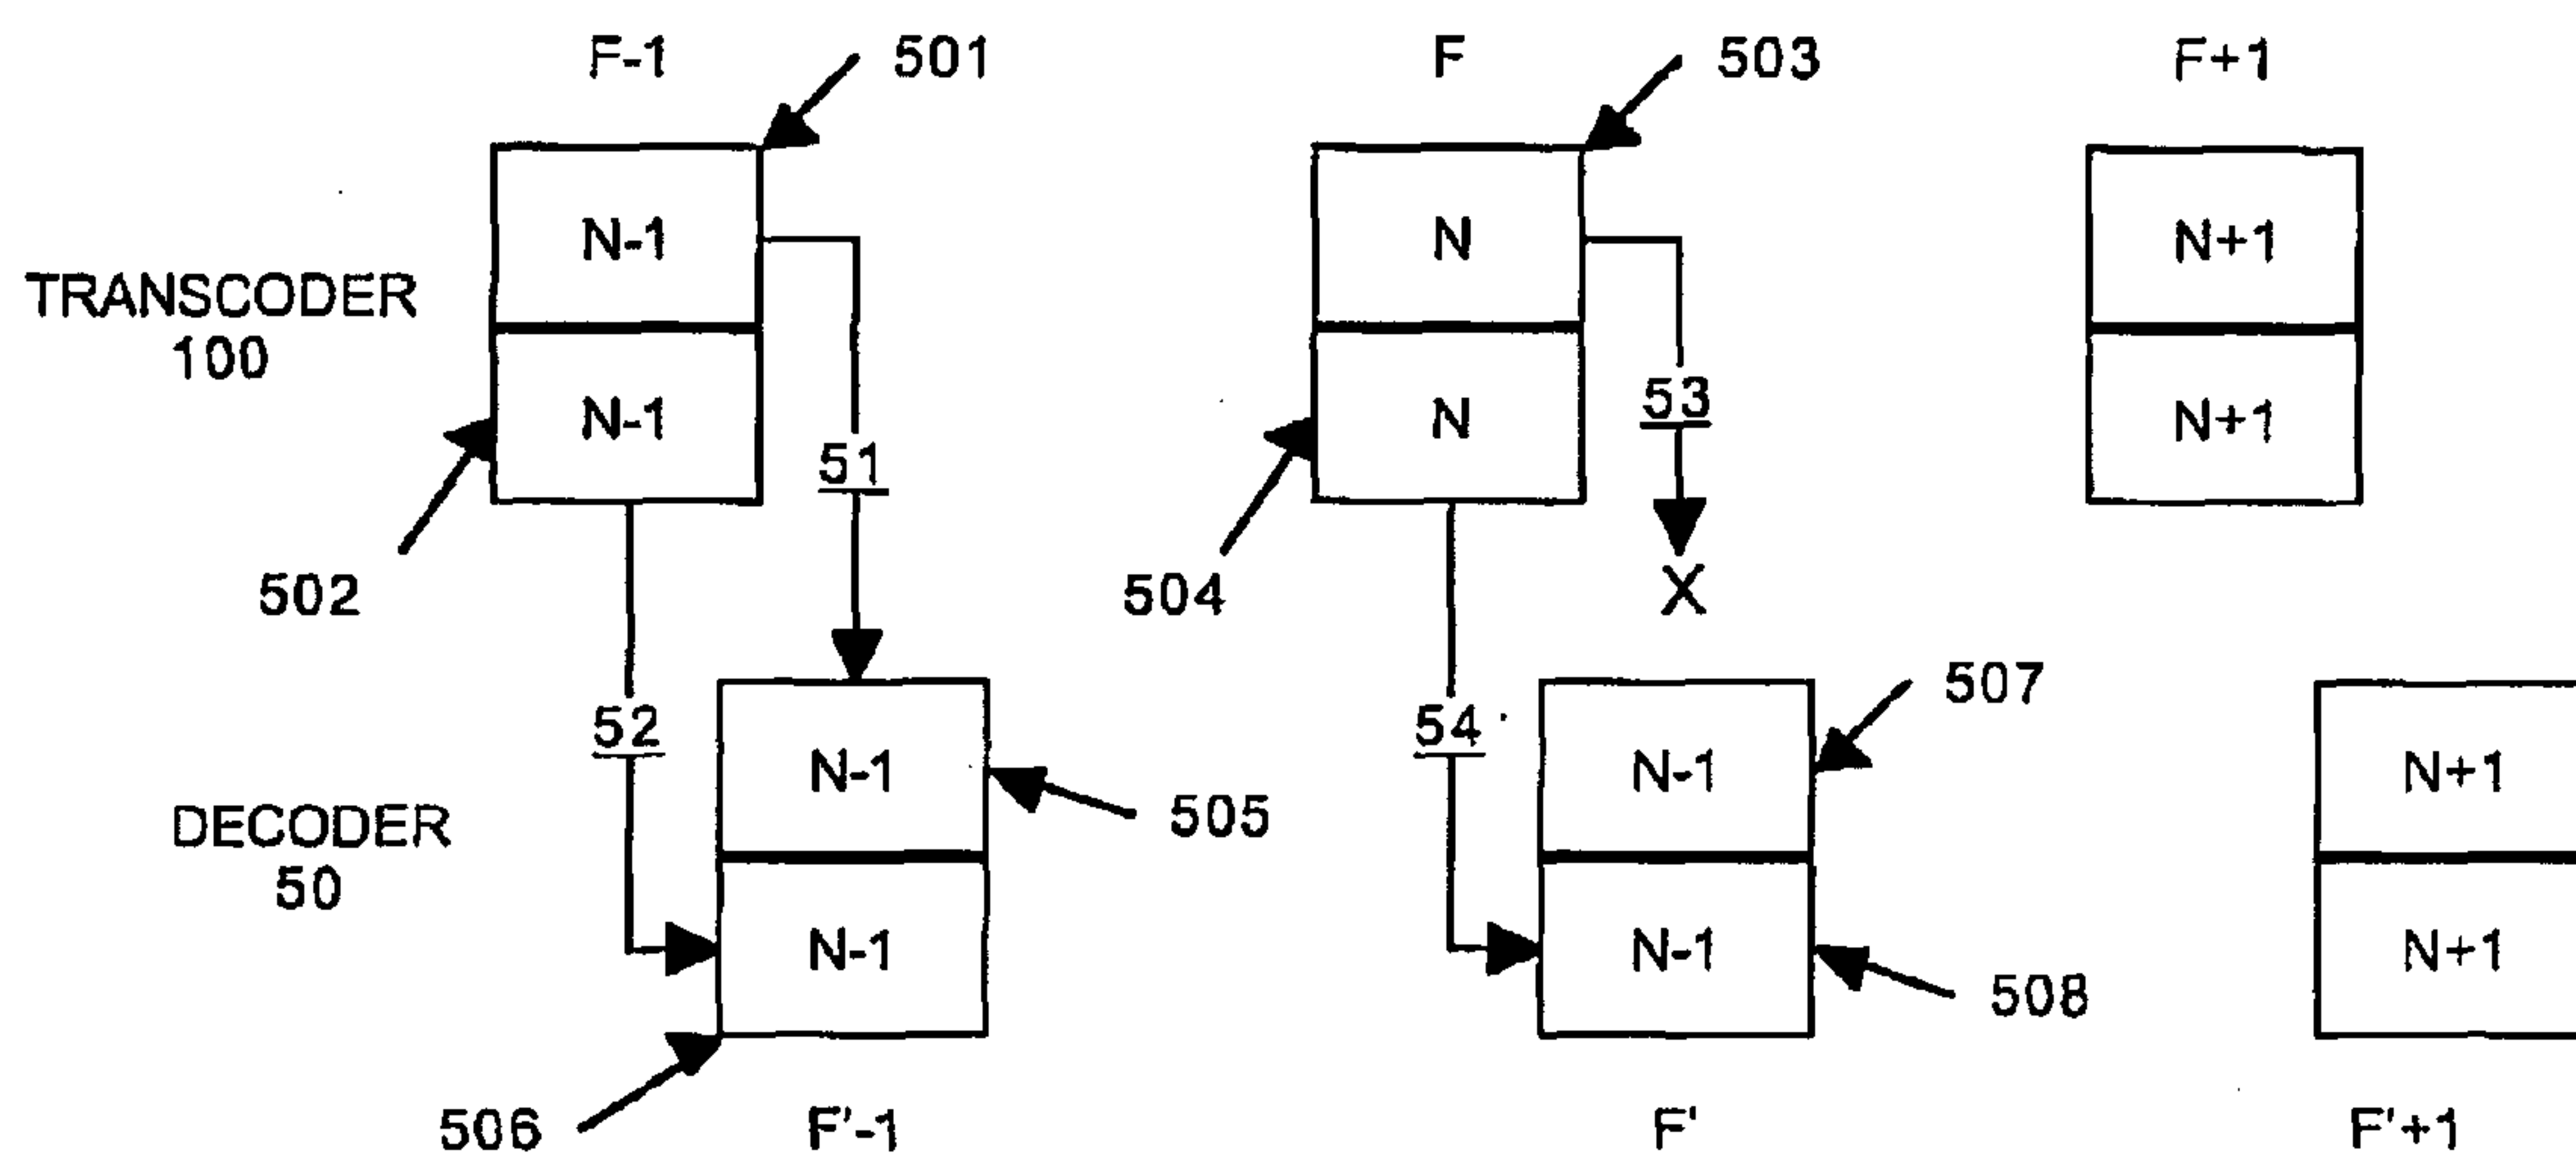 F-1
501
F
503
F+1
N-1
N
N+1
TRANSCODER
100
N-1
N
53
N+1
51
502
504
X
52
54
507
N-1
N-1
N+1
505
DECODER
50
N-1
N-1
N+1
508
506
F'-1
F'
F'+1